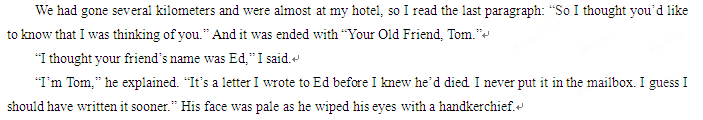 We had gone several kilometers and were almost at my hotel, so I read the last paragraph: “So I thought you’d like
to know that I was thinking of you.” And it was ended with “Your Old Friend, Tom.”↵
“I thought your friend’s name was Ed,” I said.↵
“I’m Tom,” he explained. “It’s a letter I wrote to Ed before I knew he’d died. I never put it in the mailbox. I guess I
should have written it sooner.” His face was pale as he wiped his eyes with a handkerchief.↵